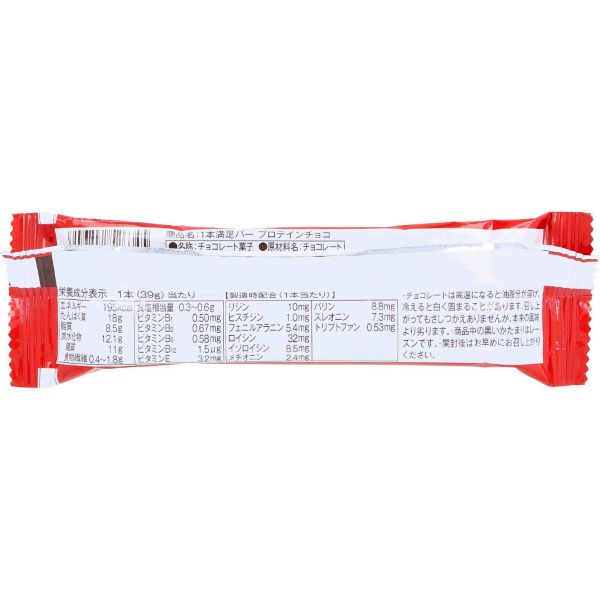 商品名：1本満足バー プロテインチョコ
●名称：チョコレート菓子 ●原材料名：チョコレート
栄養成分表示 1本（39g）当たり 【製造時配合（1本当たり）】
エネルギー 195kcal
たんぱく質 18g
脂質 8.5g
炭水化物 12.1g
糖質 11g
食物繊維 0.4~1.8g
食塩相当量 0.3~0.6g
ビタミンB1 0.50mg
ビタミンB2 0.67mg
ビタミンB6 0.58mg
ビタミンB12 1.5μg
ビタミンE 3.2mg
リジン 10mg
ヒスチジン 1.0mg
フェニルアラニン 5.4mg
ロイシン 32mg
イソロイシン 8.5mg
メチオニン 2.4mg
バリン 8.8mg
スレオニン 7.3mg
トリプトファン 0.53mg
・チョコレートは高温になると油脂分が溶け、
冷えると白く固まることがあります。召し上
がってもさしつかえありませんが、本来の風味
より劣ります。・商品中の黒いかたまりはレー
ズンです。・開封後はお早めにお召し上がり
ください。